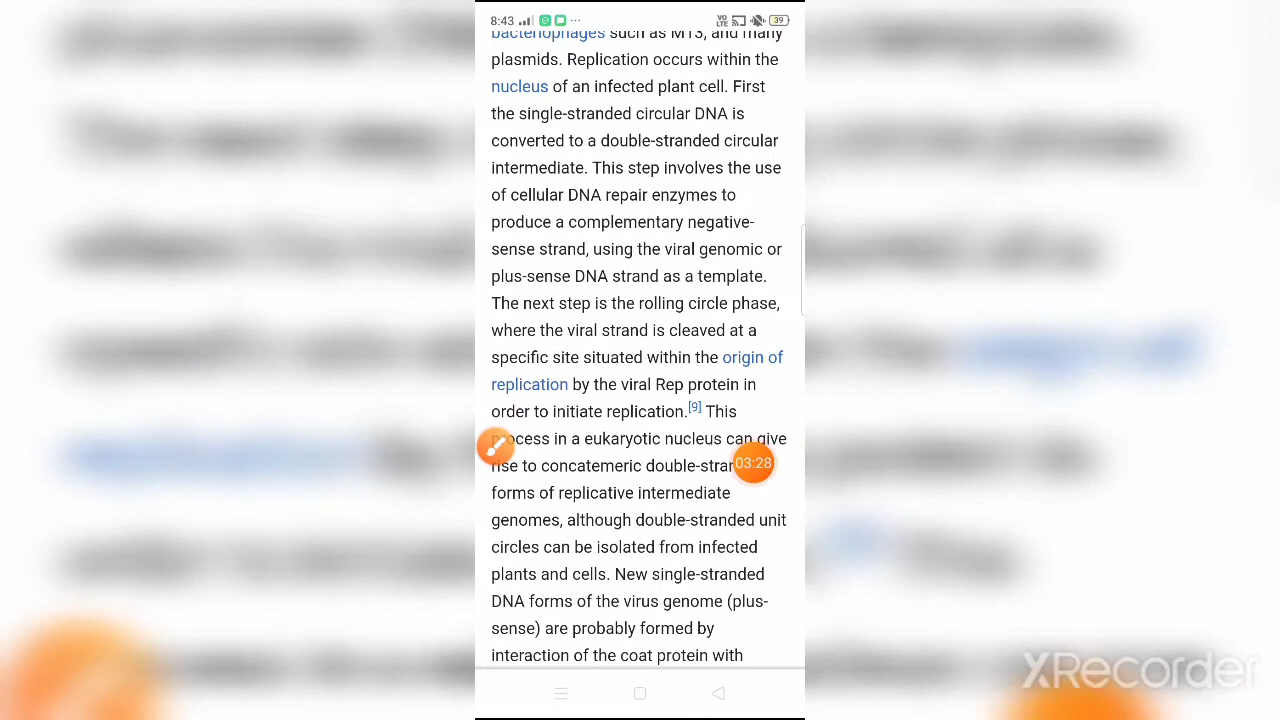 8:43
VO
LTE
39
bacteriophages such as M13, and many
plasmids. Replication occurs within the
nucleus of an infected plant cell. First
the single-stranded circular DNA is
converted to a double-stranded circular
intermediate. This step involves the use
of cellular DNA repair enzymes to
produce a complementary negative-
sense strand, using the viral genomic or
plus-sense DNA strand as a template.
The next step is the rolling circle phase,
where the viral strand is cleaved at a
specific site situated within the origin of
replication by the viral Rep protein in
order to initiate replication.[9] This
process in a eukaryotic nucleus can give
rise to concatemeric
03:28
forms of replicative intermediate
genomes, although double-stranded unit
circles can be isolated from infected
plants and cells. New single-stranded
DNA forms of the virus genome (plus-
sense) are probably formed by
interaction of the coat protein with
XRecorder